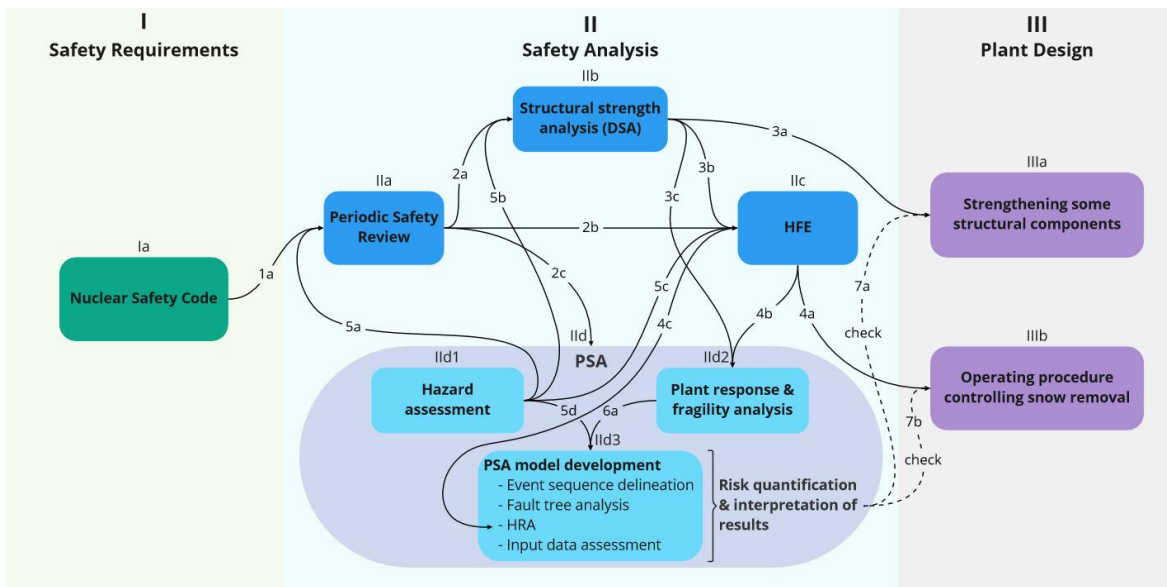 I
Safety Requirements
II
Safety Analysis
III
Plant Design
Ia
Nuclear Safety Code
1a
IIa
Periodic Safety
Review
2a
2b
2c
IIb
Structural strength
analysis (DSA)
3a
3b
3c
IIc
HFE
4a
4b
4c
5a
5b
5c
5d
6a
IId
PSA
IId1
Hazard
assessment
IId2
Plant response &
fragility analysis
IId3
PSA model development
- Event sequence delineation
- Fault tree analysis
- HRA
- Input data assessment
Risk quantification
& interpretation of
results
7a
check
7b
check
IIIa
Strengthening some
structural components
IIIb
Operating procedure
controlling snow removal